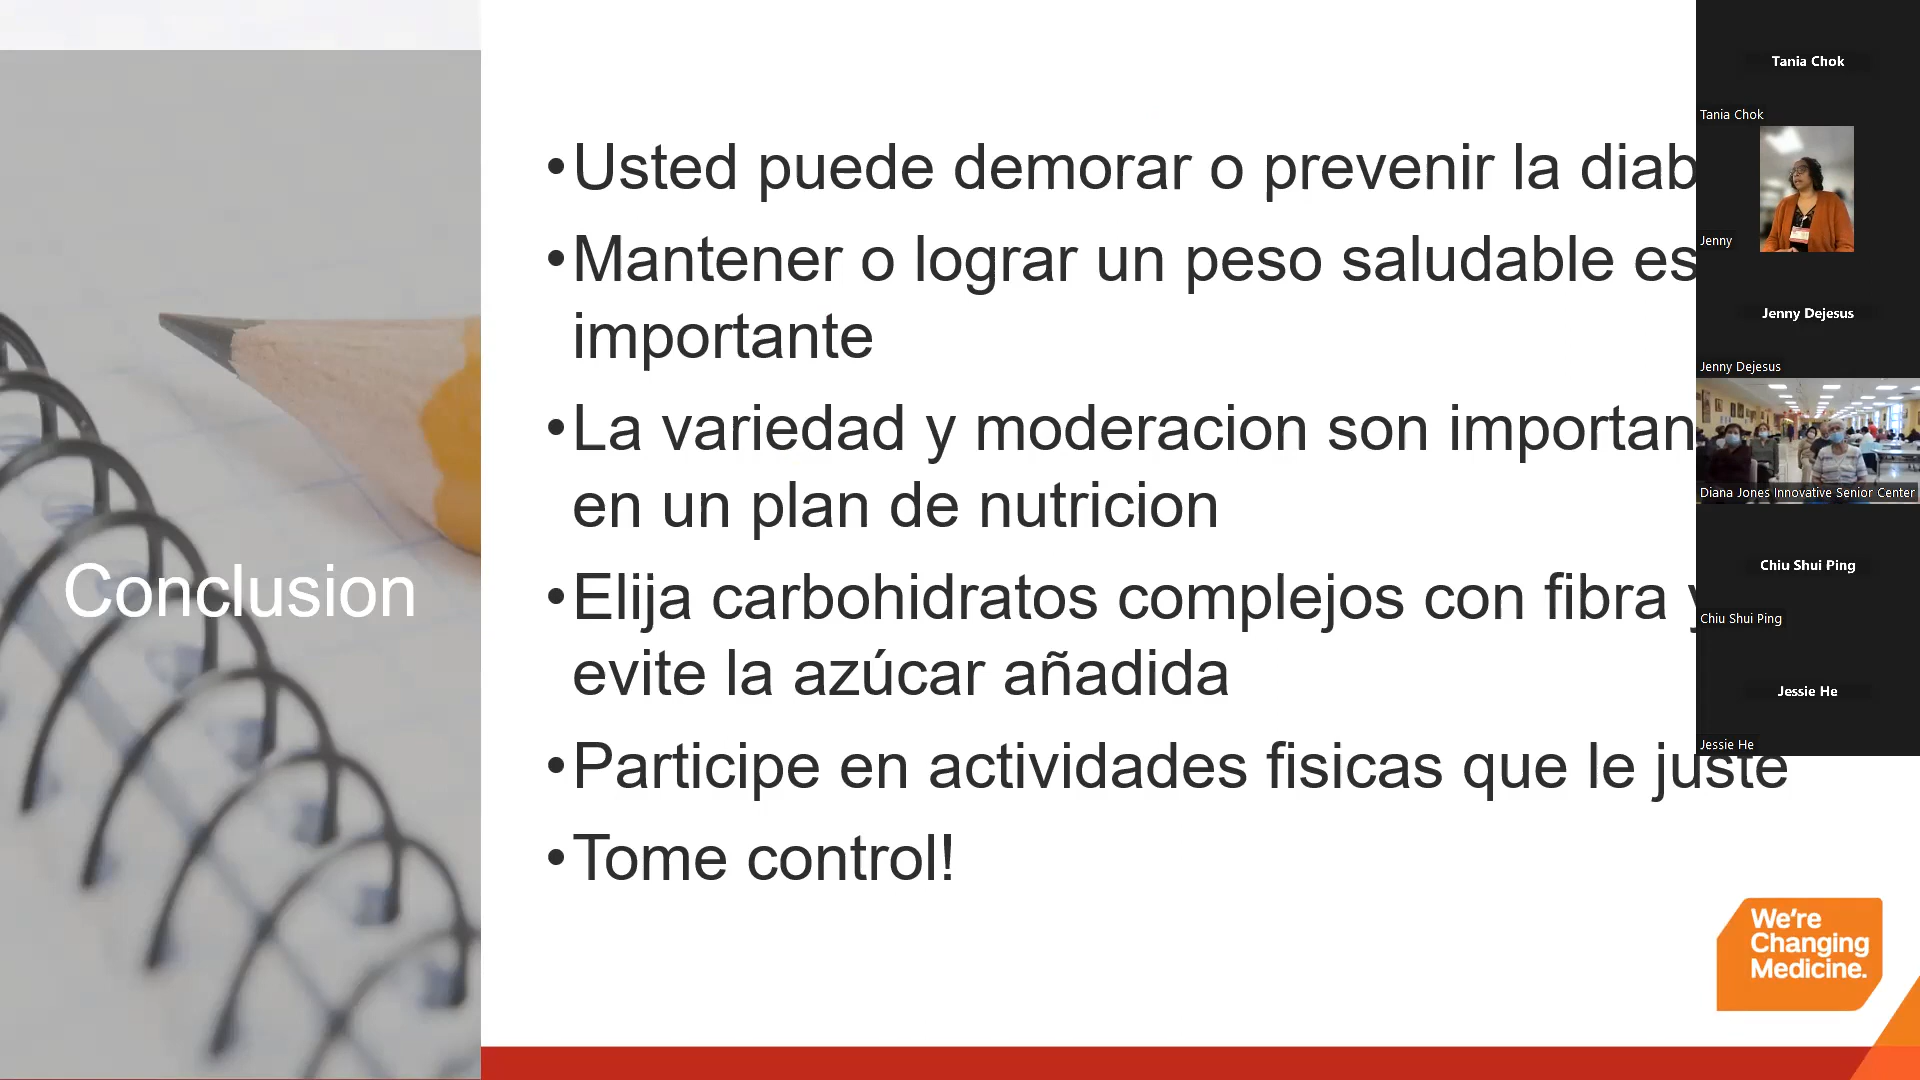 Conclusion
•Usted puede demorar o prevenir la diab
•Mantener o lograr un peso saludable es
importante
•La variedad y moderacion son importan
en un plan de nutricion
•Elija carbohidratos complejos con fibra y
evite la azúcar añadida
•Participe en actividades fisicas que le juste
•Tome control!
Tania Chok
Tania Chok
Jenny
Jenny Dejesus
Jenny Dejesus
Diana Jones Innovative Senior Center
Chiu Shui Ping
Chiu Shui Ping
Jessie He
Jessie He
We’re
Changing
Medicine.